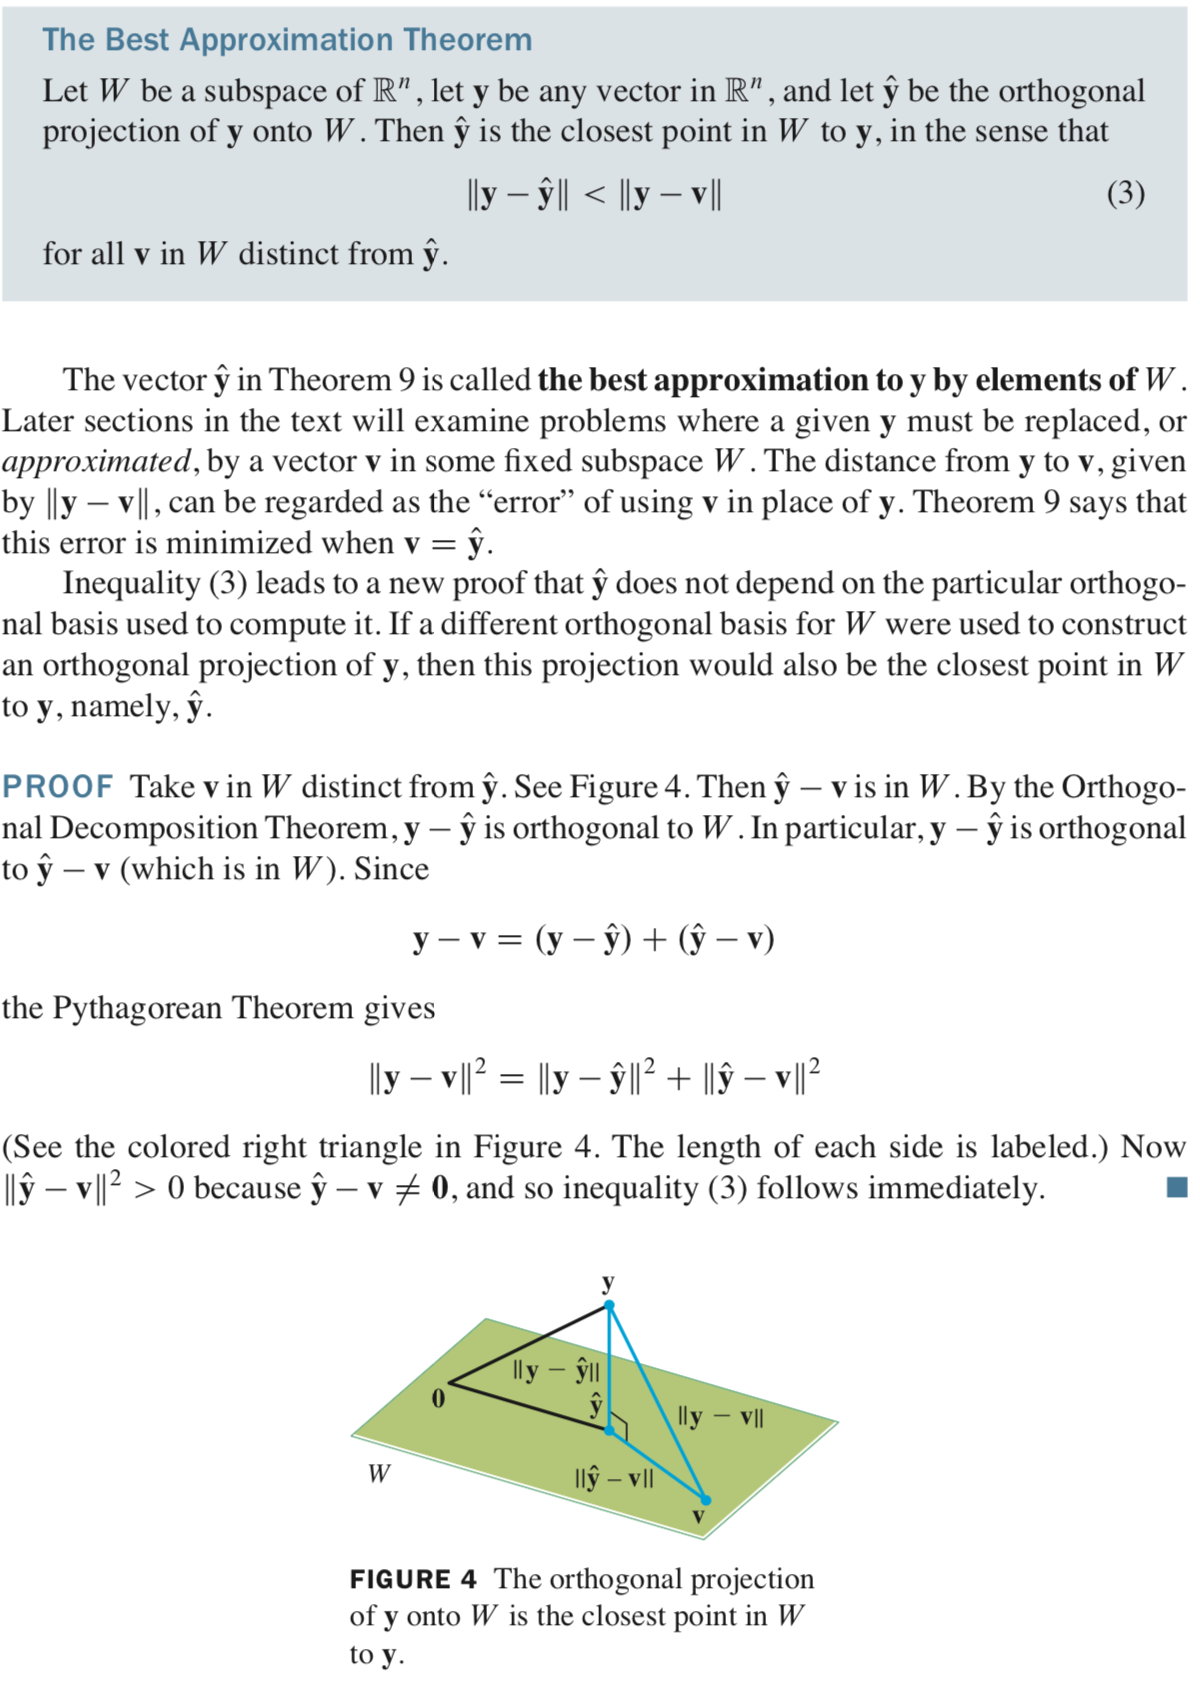 The Best Approximation Theorem
Let W be a subspace of ℝⁿ, let y be any vector in ℝⁿ, and let ŷ be the orthogonal
projection of y onto W. Then ŷ is the closest point in W to y, in the sense that
‖y − ŷ‖ < ‖y − v‖ (3)
for all v in W distinct from ŷ.
The vector ŷ in Theorem 9 is called the best approximation to y by elements of W.
Later sections in the text will examine problems where a given y must be replaced, or
approximated, by a vector v in some fixed subspace W. The distance from y to v, given
by ‖y − v‖, can be regarded as the “error” of using v in place of y. Theorem 9 says that
this error is minimized when v = ŷ.
Inequality (3) leads to a new proof that ŷ does not depend on the particular orthogo-
nal basis used to compute it. If a different orthogonal basis for W were used to construct
an orthogonal projection of y, then this projection would also be the closest point in W
to y, namely, ŷ.
PROOF Take v in W distinct from ŷ. See Figure 4. Then ŷ − v is in W. By the Orthogo-
nal Decomposition Theorem, y − ŷ is orthogonal to W. In particular, y − ŷ is orthogonal
to ŷ − v (which is in W). Since
y − v = (y − ŷ) + (ŷ − v)
the Pythagorean Theorem gives
‖y − v‖² = ‖y − ŷ‖² + ‖ŷ − v‖²
(See the colored right triangle in Figure 4. The length of each side is labeled.) Now
‖ŷ − v‖² > 0 because ŷ − v ≠ 0, and so inequality (3) follows immediately.
y
‖y − ŷ‖
0
ŷ
‖y − v‖
W
‖ŷ − v‖
v
FIGURE 4 The orthogonal projection
of y onto W is the closest point in W
to y.